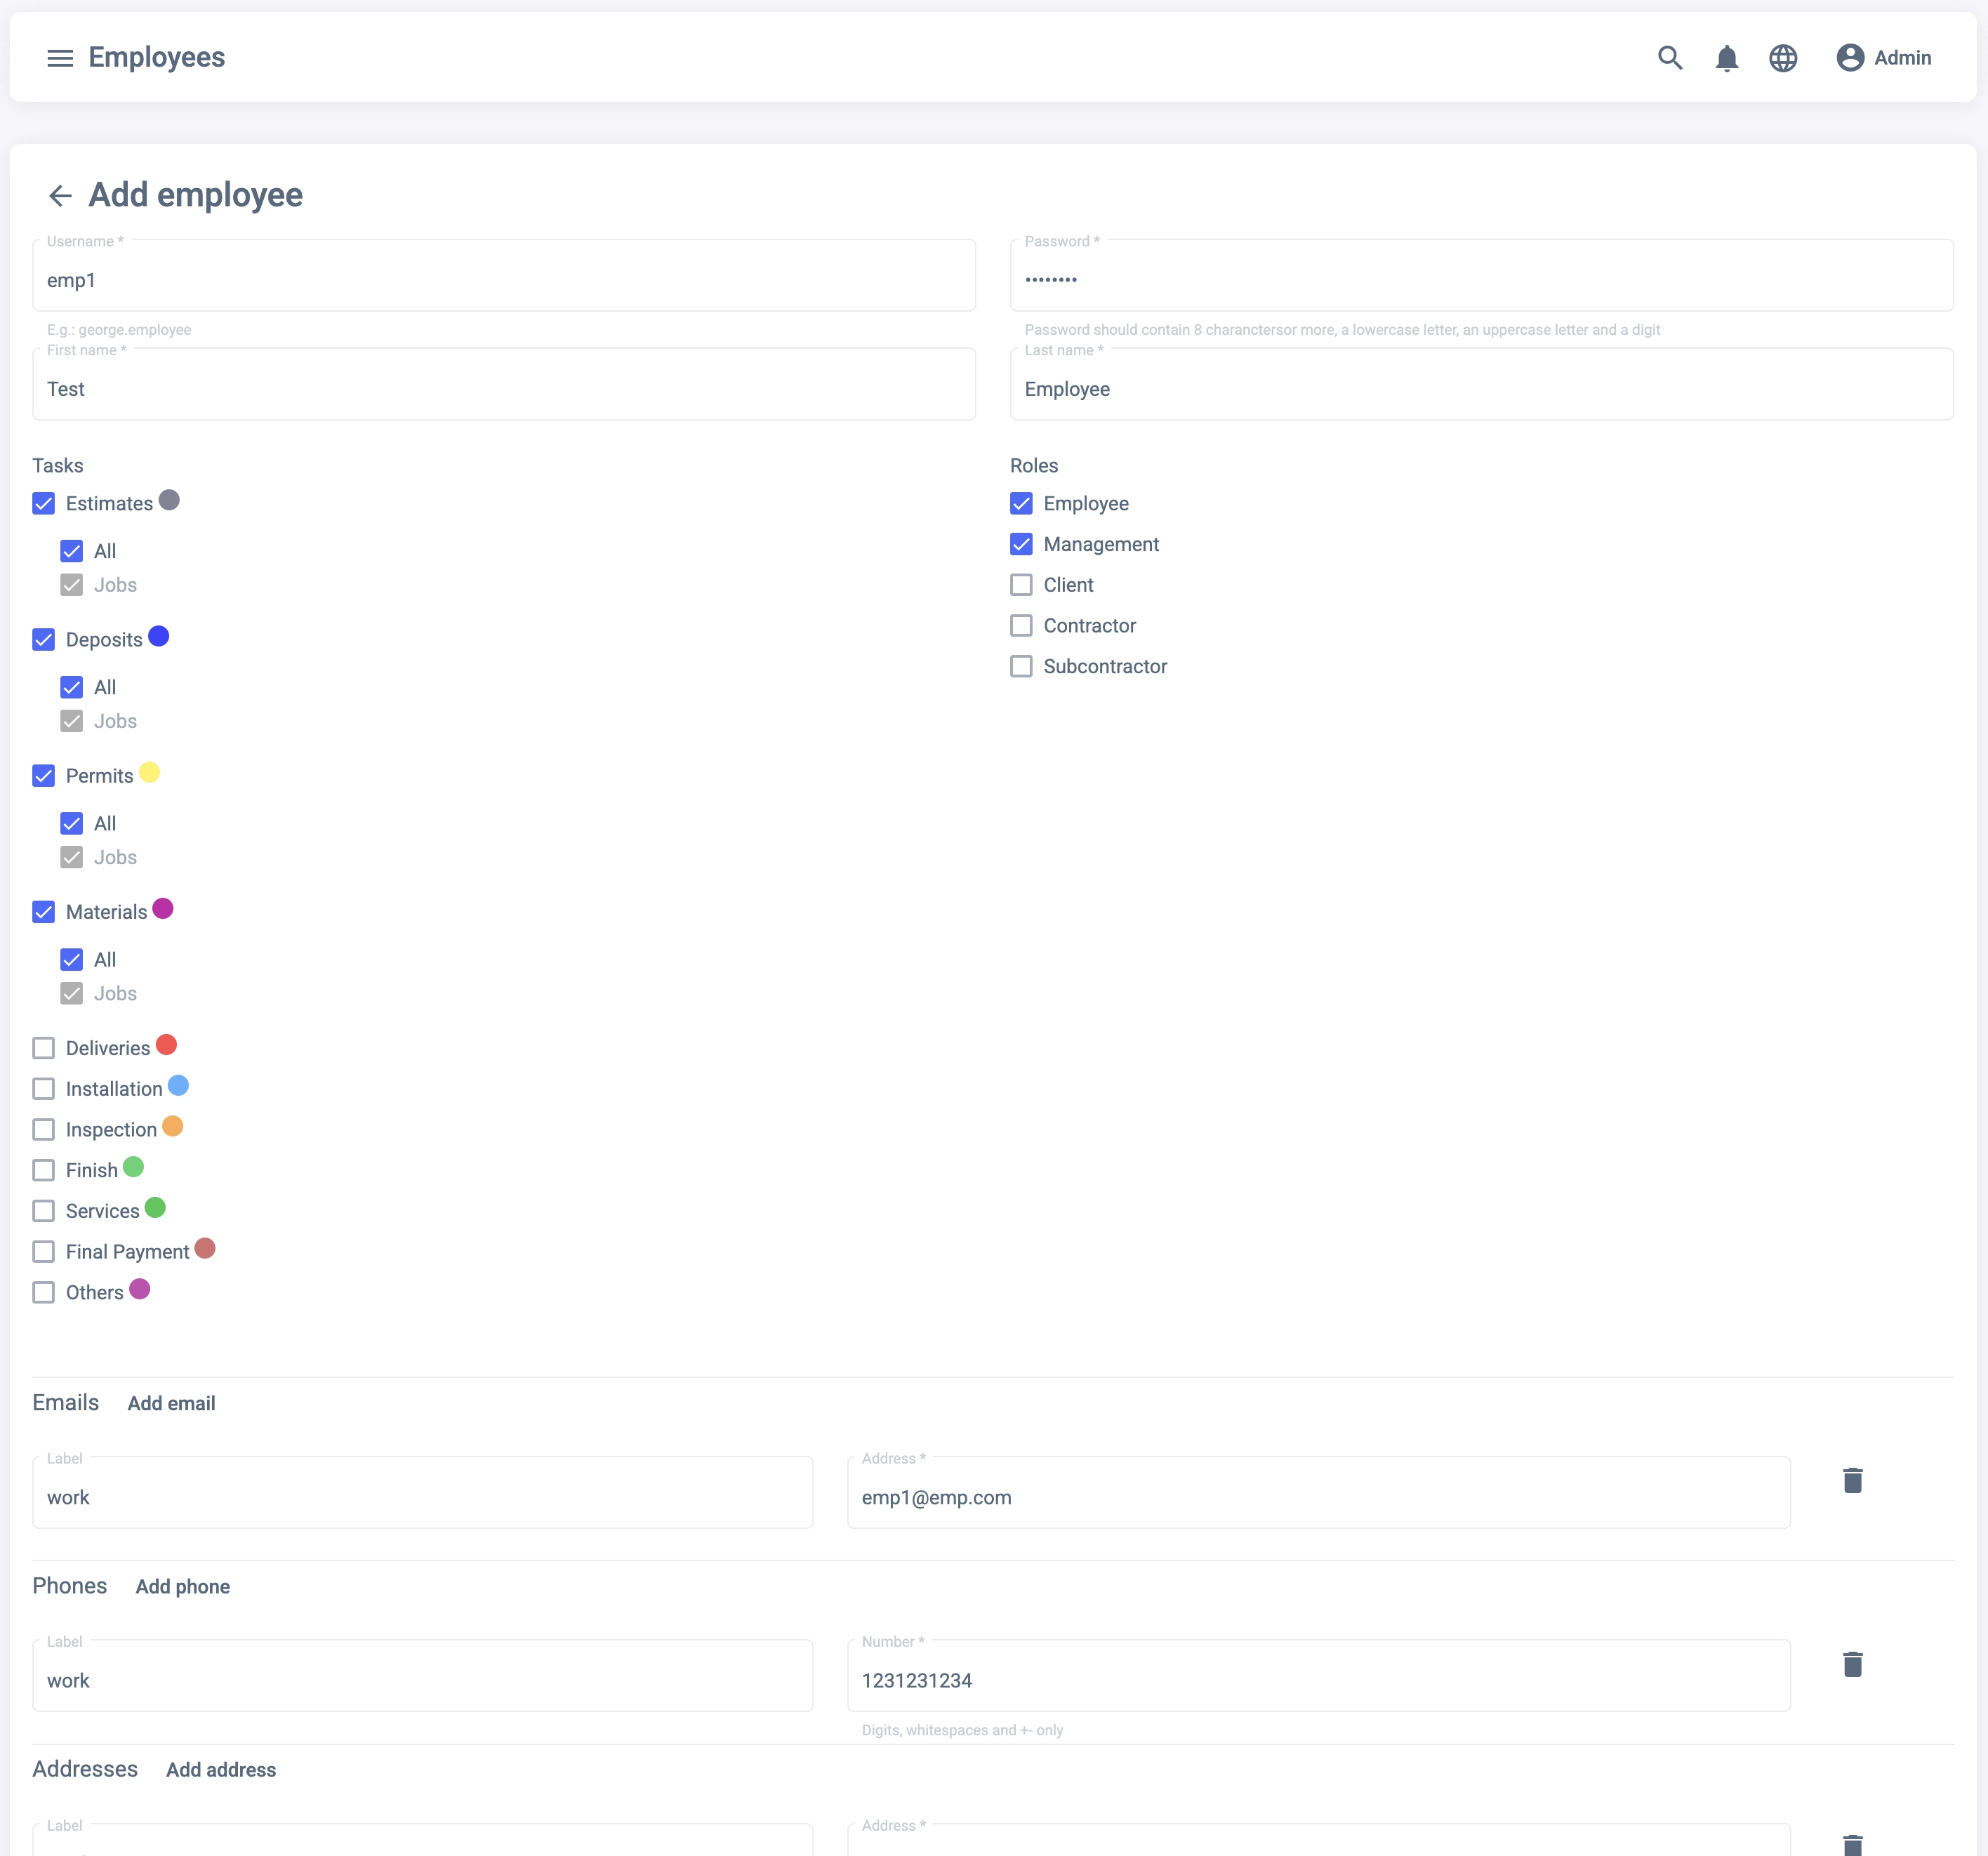 Employees
Admin
Add employee
Username *
emp1
E.g.: george.employee
Password *
••••••••
Password should contain 8 charanctersor more, a lowercase letter, an uppercase letter and a digit
First name *
Test
Last name *
Employee
Tasks
Estimates
All
Jobs
Deposits
All
Jobs
Permits
All
Jobs
Materials
All
Jobs
Deliveries
Installation
Inspection
Finish
Services
Final Payment
Others
Roles
Employee
Management
Client
Contractor
Subcontractor
Emails Add email
Label
work
Address *
emp1@emp.com
Phones Add phone
Label
work
Number *
1231231234
Digits, whitespaces and +- only
Addresses Add address
Label
Address *